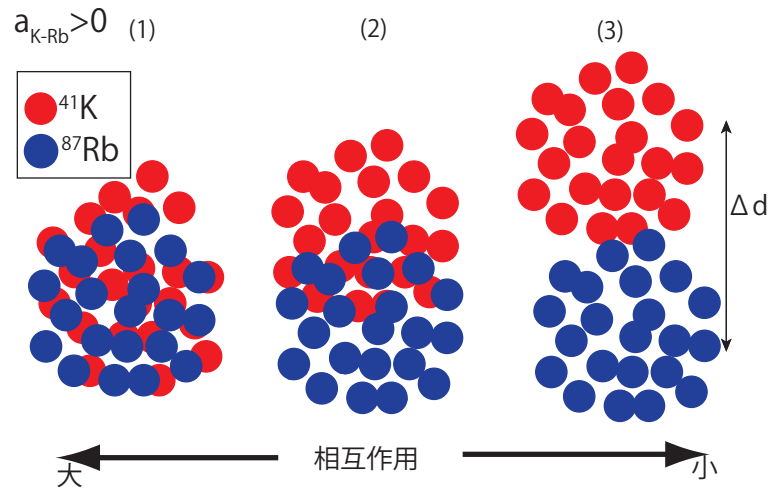 a_K-Rb>0
(1)
(2)
(3)
⁴¹K
⁸⁷Rb
Δd
大
相互作用
小